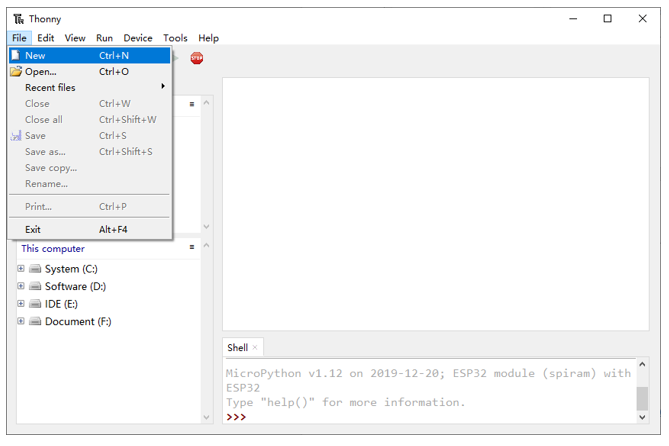 Thonny
File Edit View Run Device Tools Help
New Ctrl+N
Open... Ctrl+O
Recent files
Close Ctrl+W
Close all Ctrl+Shift+W
Save Ctrl+S
Save as... Ctrl+Shift+S
Save copy...
Rename...
Print... Ctrl+P
Exit Alt+F4
STOP
This computer
System (C:)
Software (D:)
IDE (E:)
Document (F:)
Shell
MicroPython v1.12 on 2019-12-20; ESP32 module (spiram) with
ESP32
Type "help()" for more information.
>>>